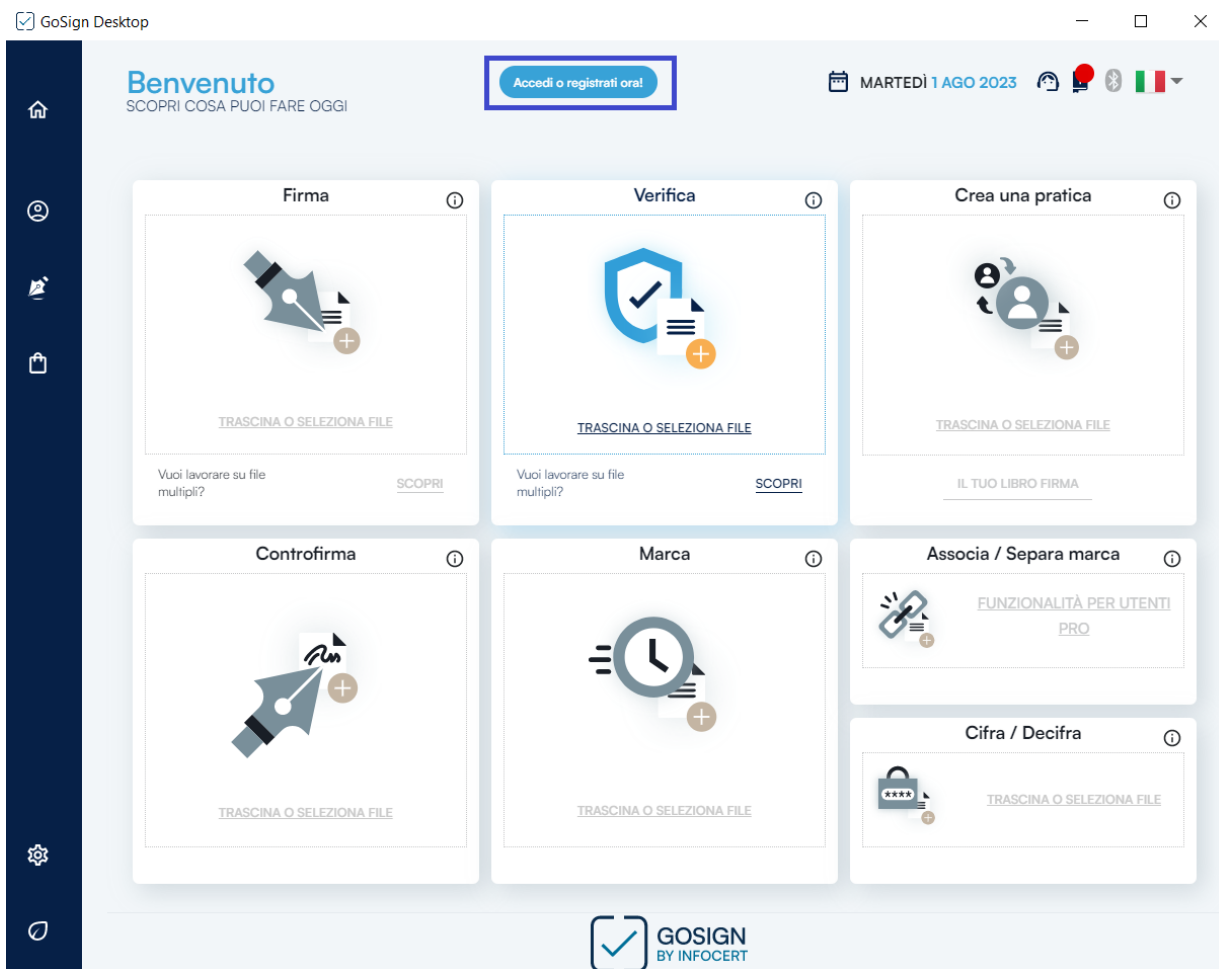 GoSign Desktop
Benvenuto
SCOPRI COSA PUOI FARE OGGI
Accedi o registrati ora!
MARTEDÌ 1 AGO 2023
Firma
TRASCINA O SELEZIONA FILE
Vuoi lavorare su file
multipli?
SCOPRI
Verifica
TRASCINA O SELEZIONA FILE
Vuoi lavorare su file
multipli?
SCOPRI
Crea una pratica
TRASCINA O SELEZIONA FILE
IL TUO LIBRO FIRMA
Controfirma
TRASCINA O SELEZIONA FILE
Marca
TRASCINA O SELEZIONA FILE
Associa / Separa marca
FUNZIONALITÀ PER UTENTI
PRO
Cifra / Decifra
****
TRASCINA O SELEZIONA FILE
GOSIGN
BY INFOCERT